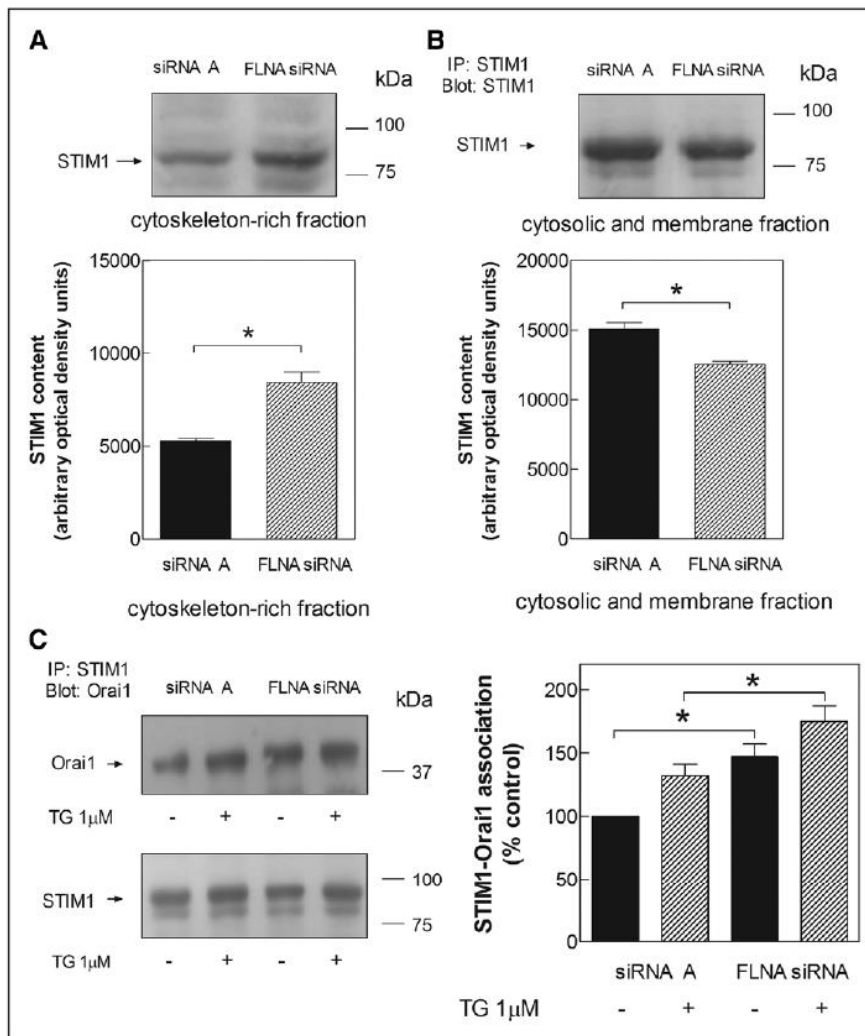 A
siRNA A FLNA siRNA
kDa
100
STIM1
75
cytoskeleton-rich fraction
15000
10000
5000
0
STIM1 content
(arbitrary optical density units)
*
siRNA A FLNA siRNA
cytoskeleton-rich fraction
B
IP: STIM1
Blot: STIM1
siRNA A FLNA siRNA
kDa
100
STIM1
75
cytosolic and membrane fraction
20000
15000
10000
5000
0
STIM1 content
(arbitrary optical density units)
*
siRNA A FLNA siRNA
cytosolic and membrane fraction
C
IP: STIM1
Blot: Orai1
siRNA A FLNA siRNA
kDa
Orai1
37
TG 1µM - + - +
100
STIM1
75
TG 1µM - + - +
200
150
100
50
0
STIM1-Orai1 association
(% control)
*
*
siRNA A FLNA siRNA
TG 1µM - + - +